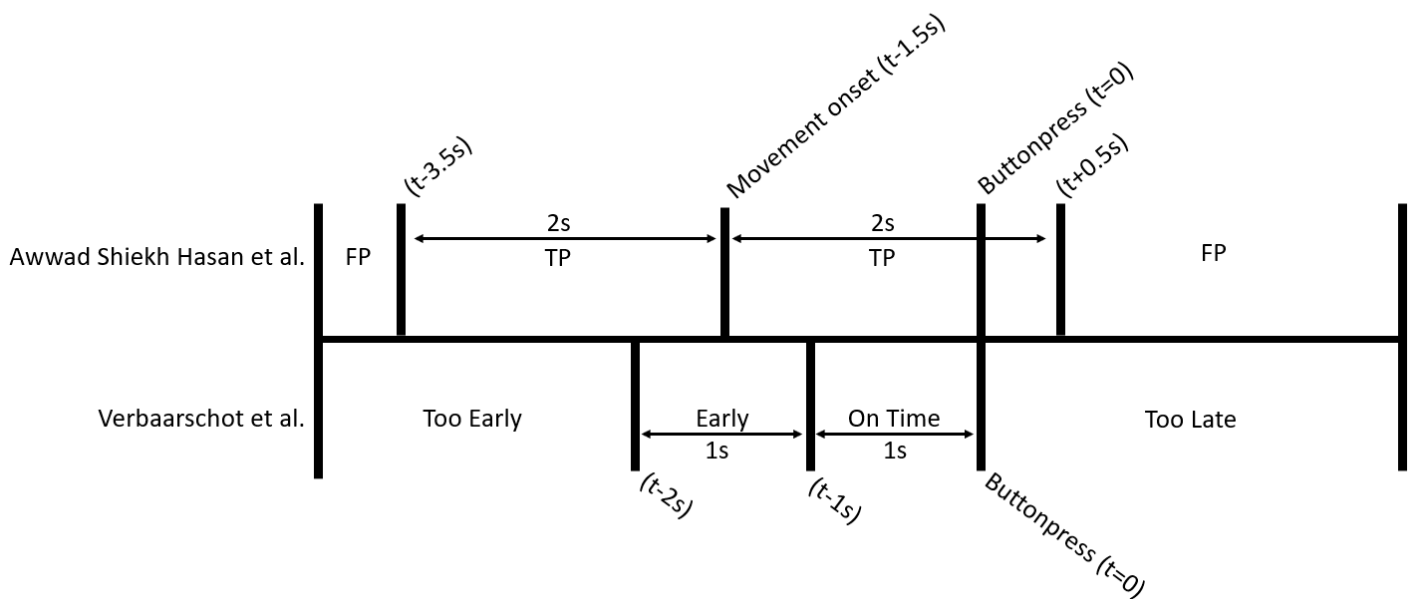 (t-3.5s)
Movement onset (t-1.5s)
Buttonpress (t=0)
(t+0.5s)
Awwad Shiekh Hasan et al.
FP
2s
TP
2s
TP
FP
Verbaarschot et al.
Too Early
Early
1s
On Time
1s
Too Late
(t-2s)
(t-1s)
Buttonpress (t=0)